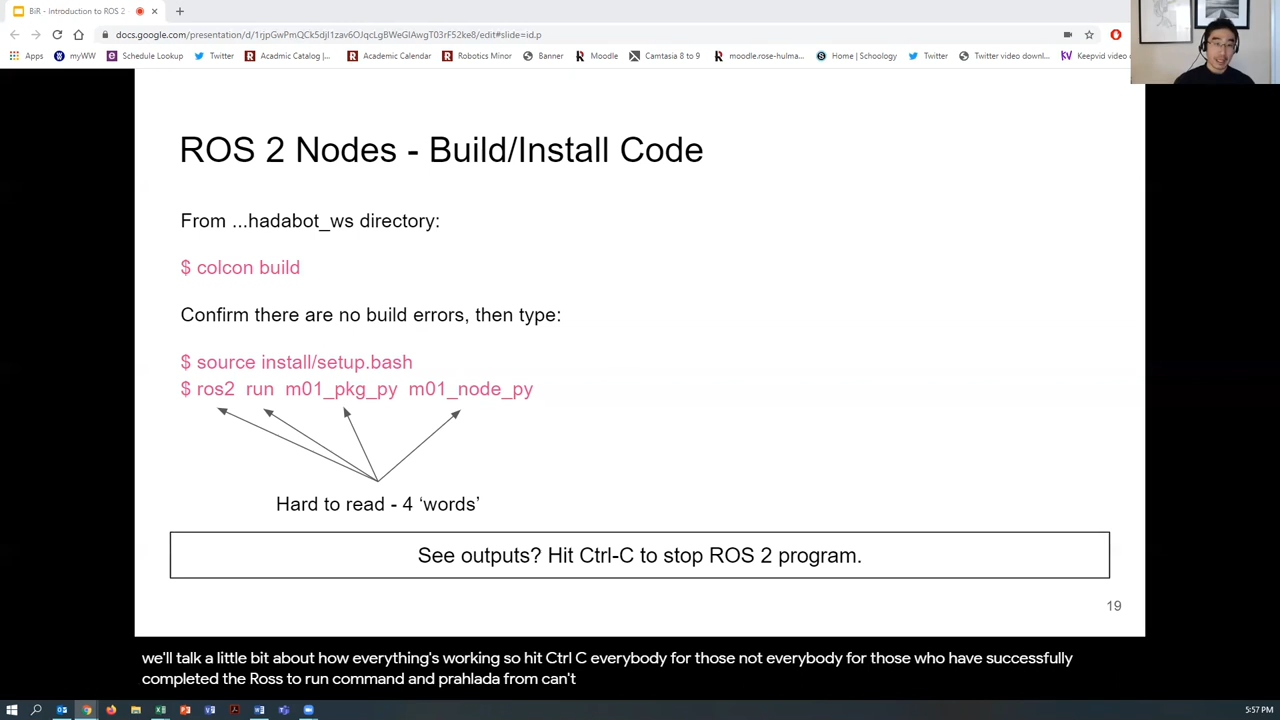 BiR - Introduction to ROS 2
docs.google.com/presentation/d/1rjpGwPmQCk5djI1zav6OJqcLgBWeGIAwgT03rF52ke8/edit#slide=id.p
Apps myWW Schedule Lookup Twitter Acadmic Catalog |... Academic Calendar Robotics Minor Banner Moodle Camtasia 8 to 9 moodle.rose-hulma... Home | Schoology Twitter Twitter video downl... Keepvid video
ROS 2 Nodes - Build/Install Code
From ...hadabot_ws directory:
$ colcon build
Confirm there are no build errors, then type:
$ source install/setup.bash
$ ros2 run m01_pkg_py m01_node_py
Hard to read - 4 ‘words’
See outputs? Hit Ctrl-C to stop ROS 2 program.
19
we'll talk a little bit about how everything's working so hit Ctrl C everybody for those not everybody for those who have successfully
completed the Ross to run command and prahlada from can't
5:57 PM